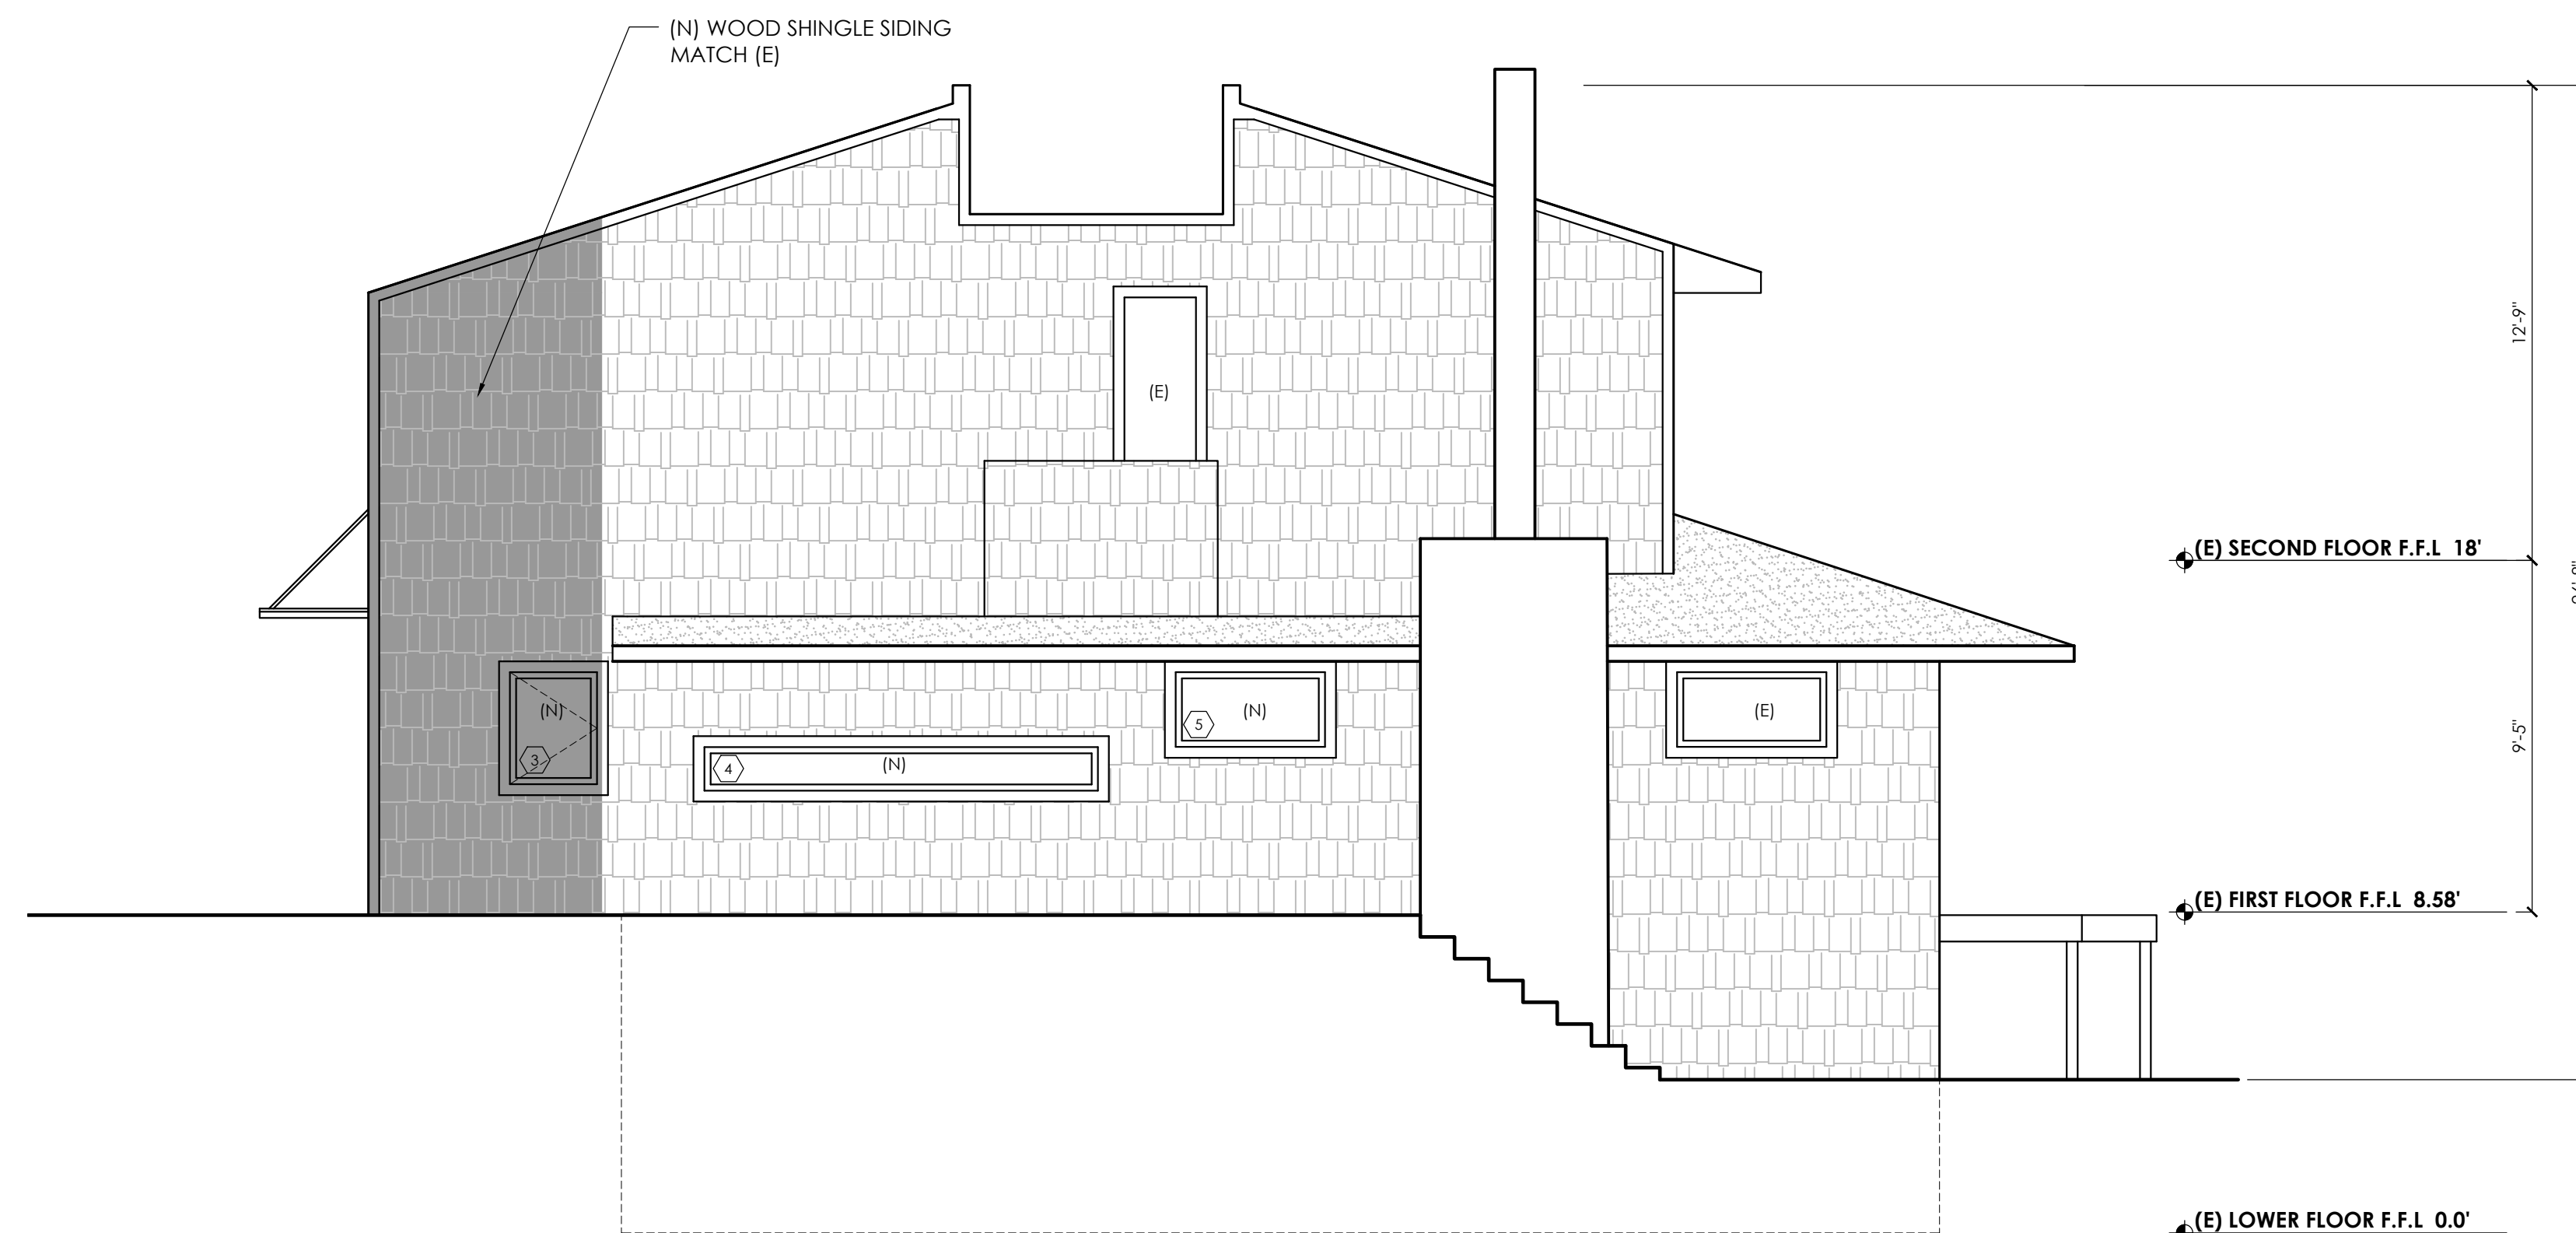 (N) WOOD SHINGLE SIDING
MATCH (E)
12'-9"
(E)
(E) SECOND FLOOR F.F.L 18'
(N)
3
4
(N)
5
(N)
(E)
9'-5"
(E) FIRST FLOOR F.F.L 8.58'
(E) LOWER FLOOR F.F.L 0.0'